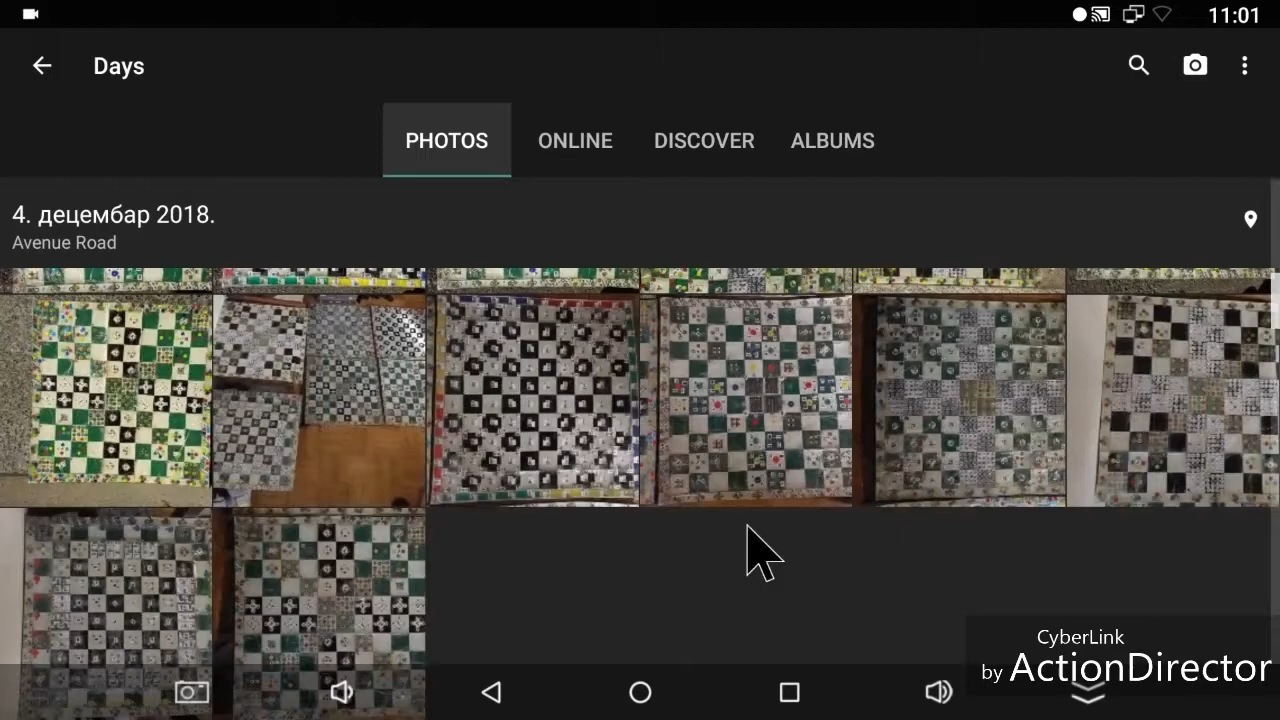 11:01
Days
PHOTOS
ONLINE
DISCOVER
ALBUMS
4. децембар 2018.
Avenue Road
CyberLink
by ActionDirector